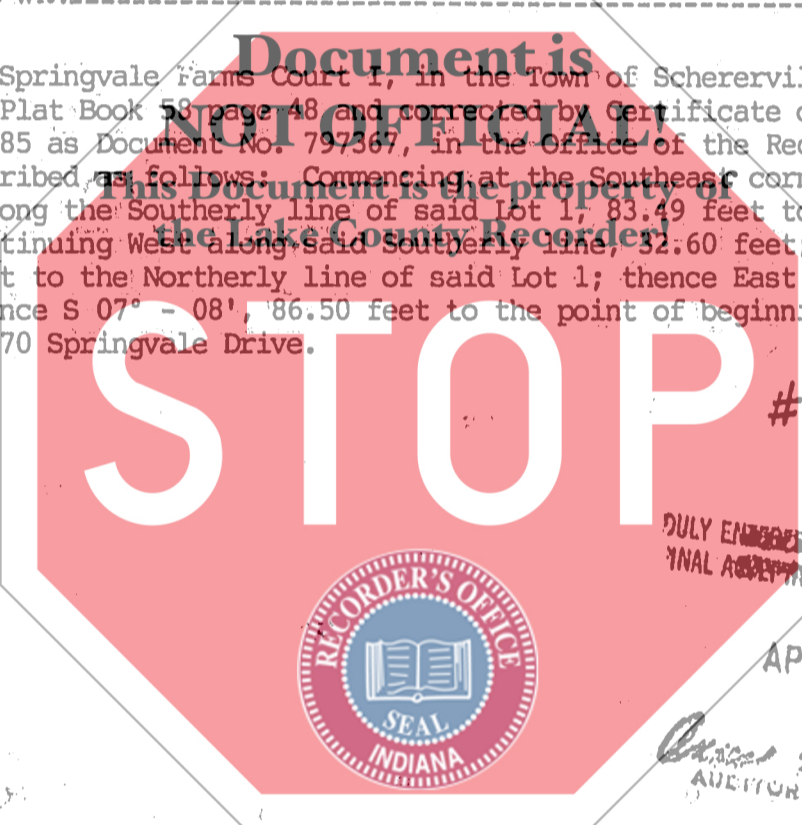 Document is
NOT OFFICIAL!
This Document is the property of
the Lake County Recorder!
Springvale Farms Court I, in the Town of Scherervil
Plat Book 58 page 48 and corrected by Certificate o
85 as Document No. 797367, in the Office of the Rec
ribed as follows: Commencing at the Southeast corn
ong the Southerly line of said Lot 1, 83.49 feet to
tinuing West along said Southerly line, 32.60 feet,
t to the Northerly line of said Lot 1; thence East
nce S 07° - 08', 86.50 feet to the point of beginni
70 Springvale Drive.
STOP
#
DULY
INAL
RECORDER'S OFFICE
SEAL
INDIANA
AP
AUDITOR